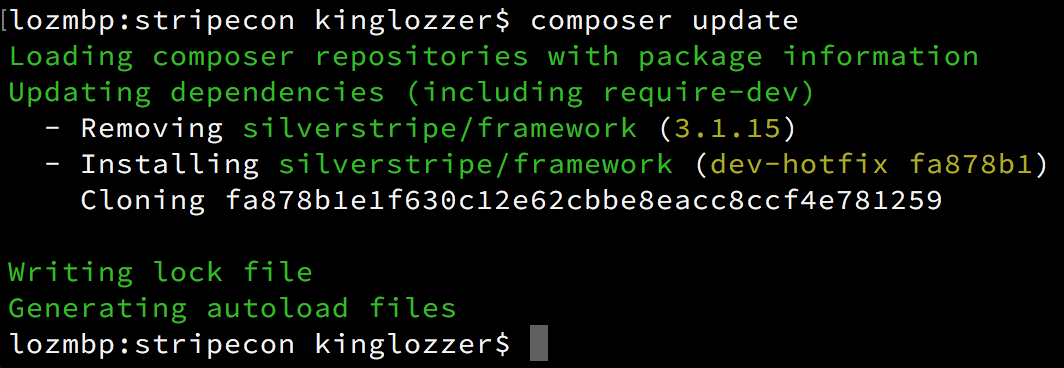 [lozmbp:stripecon kinglozzer$ composer update
Loading composer repositories with package information
Updating dependencies (including require-dev)
- Removing silverstripe/framework (3.1.15)
- Installing silverstripe/framework (dev-hotfix fa878b1)
Cloning fa878b1e1f630c12e62cbbe8eacc8ccf4e781259
Writing lock file
Generating autoload files
lozmbp:stripecon kinglozzer$